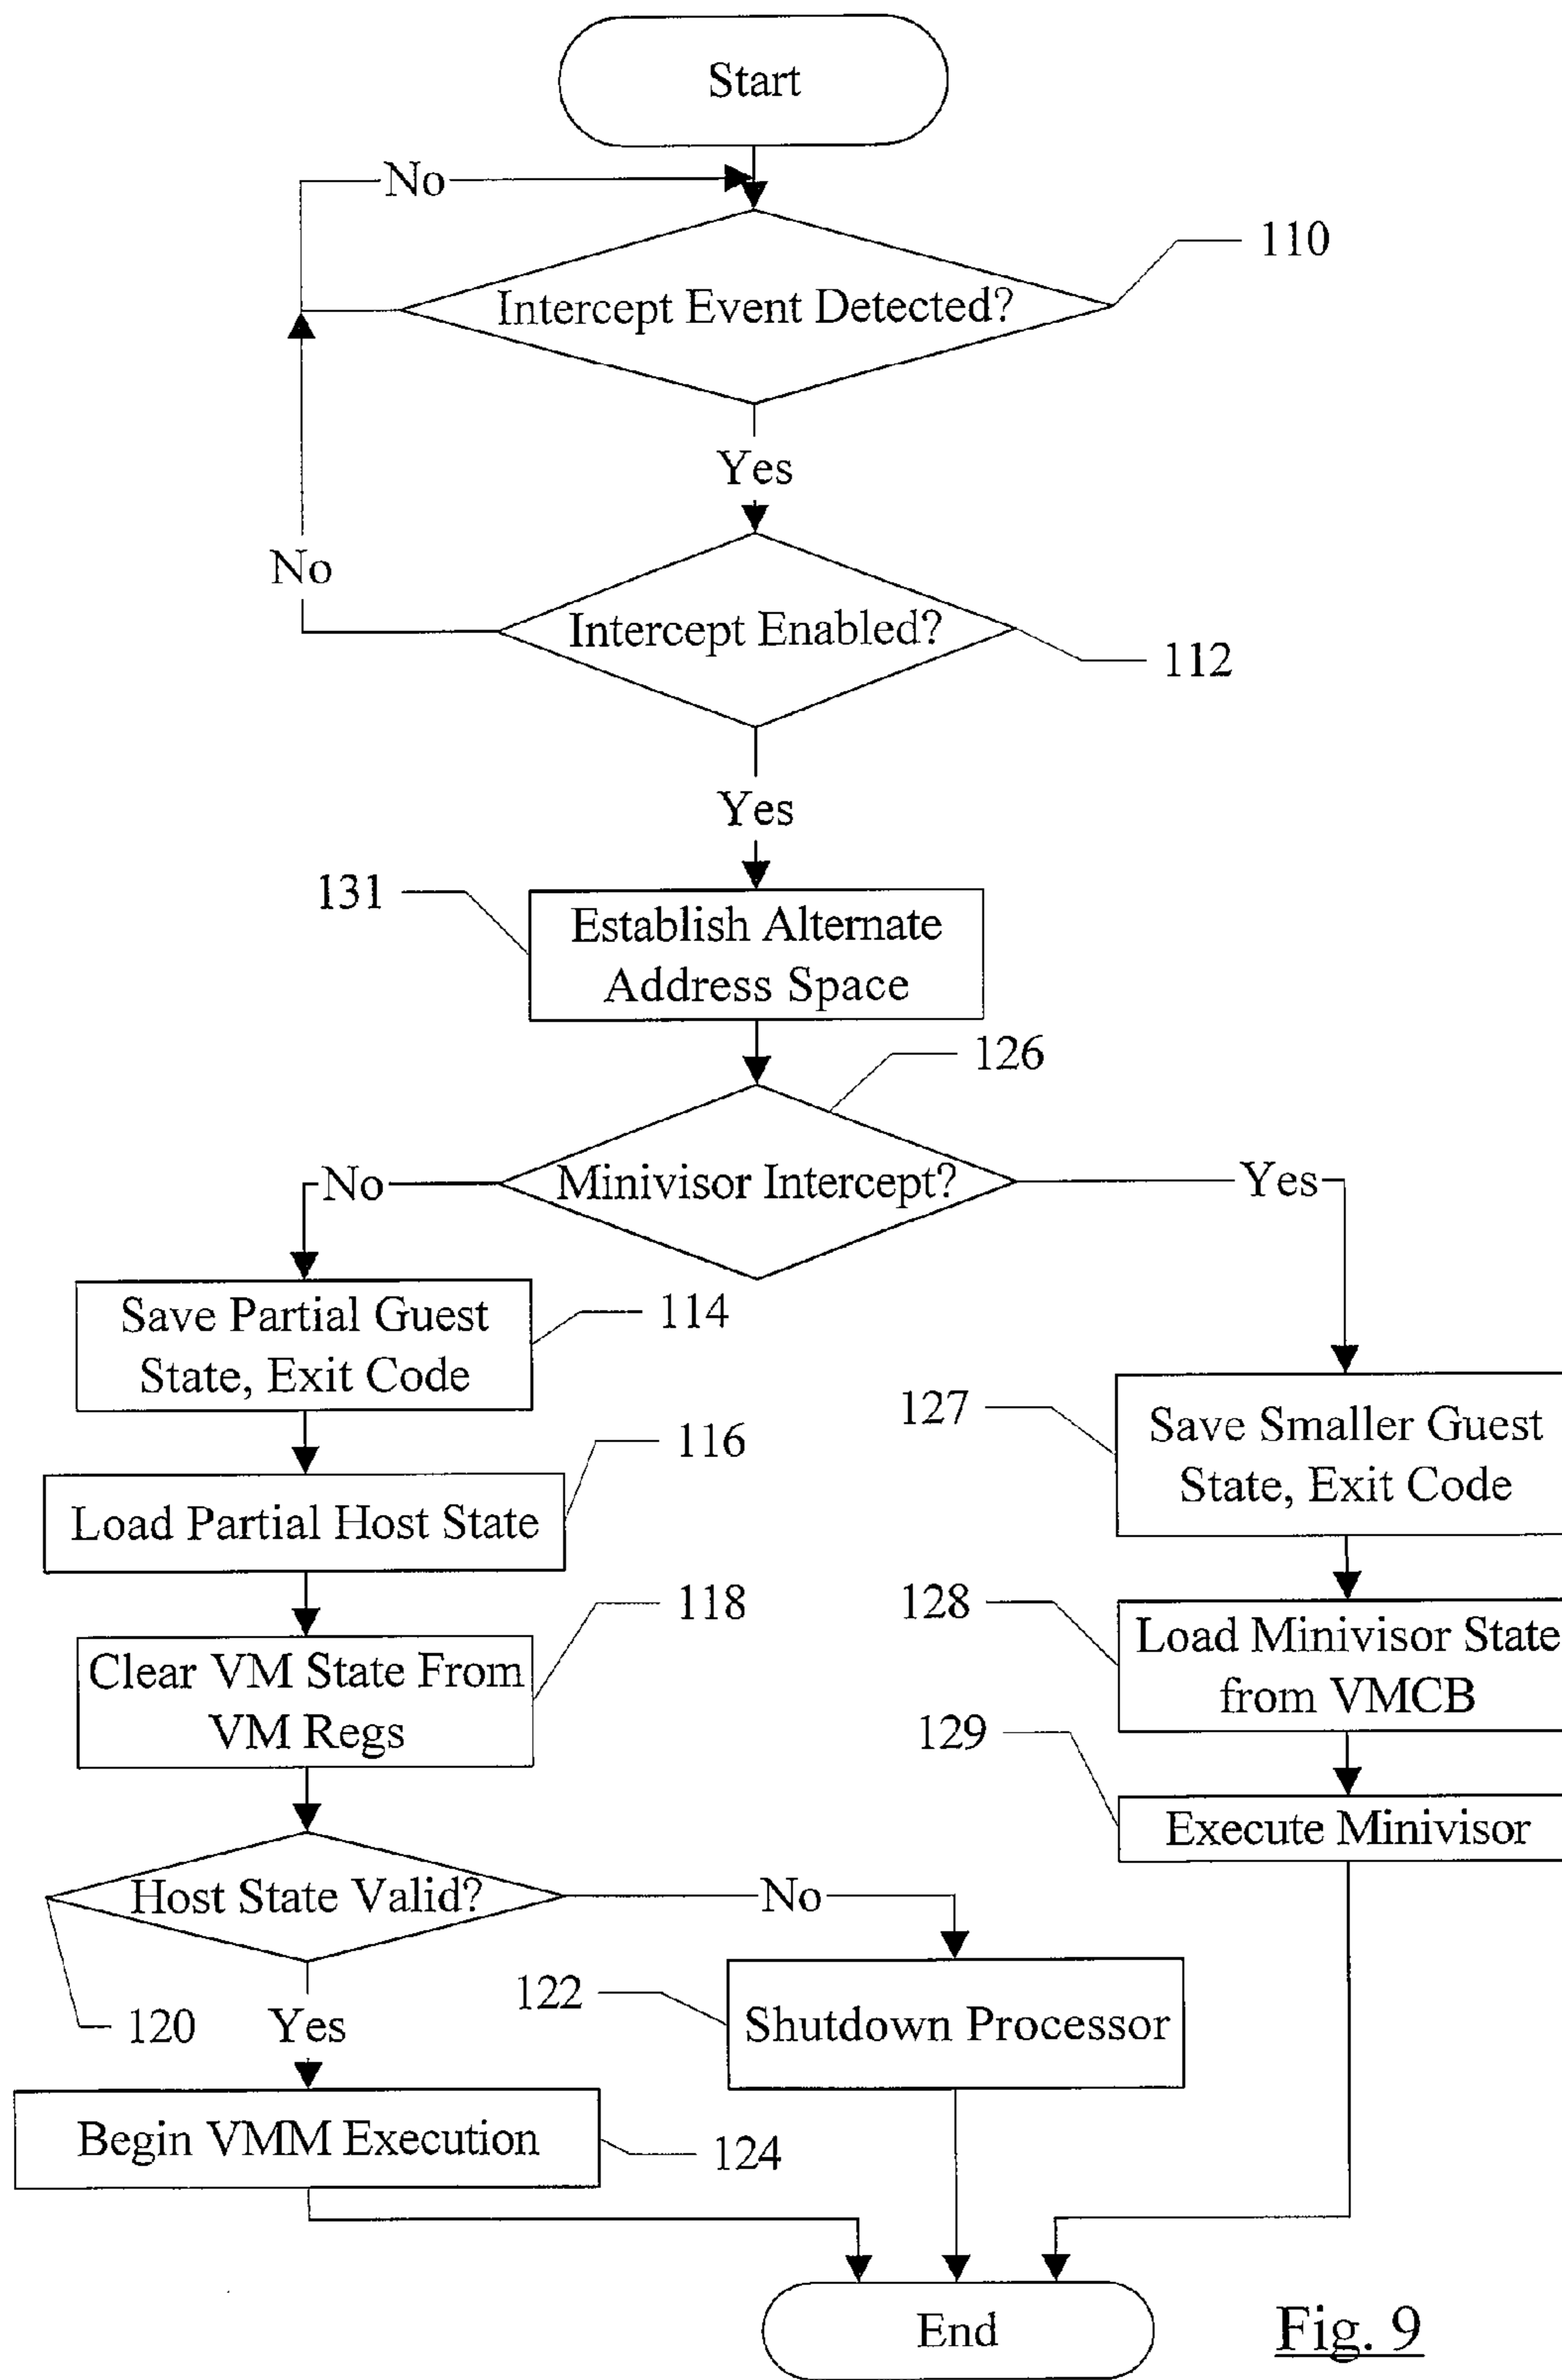 Start
No
110
Intercept Event Detected?
Yes
No
Intercept Enabled?
112
Yes
131
Establish Alternate
Address Space
126
Minivisor Intercept?
No
Yes
Save Partial Guest
State, Exit Code
114
127
Save Smaller Guest
State, Exit Code
116
Load Partial Host State
118
128
Load Minivisor State
from VMCB
Clear VM State From
VM Regs
129
Execute Minivisor
Host State Valid?
No
120
Yes
122
Shutdown Processor
Begin VMM Execution
124
End
Fig. 9